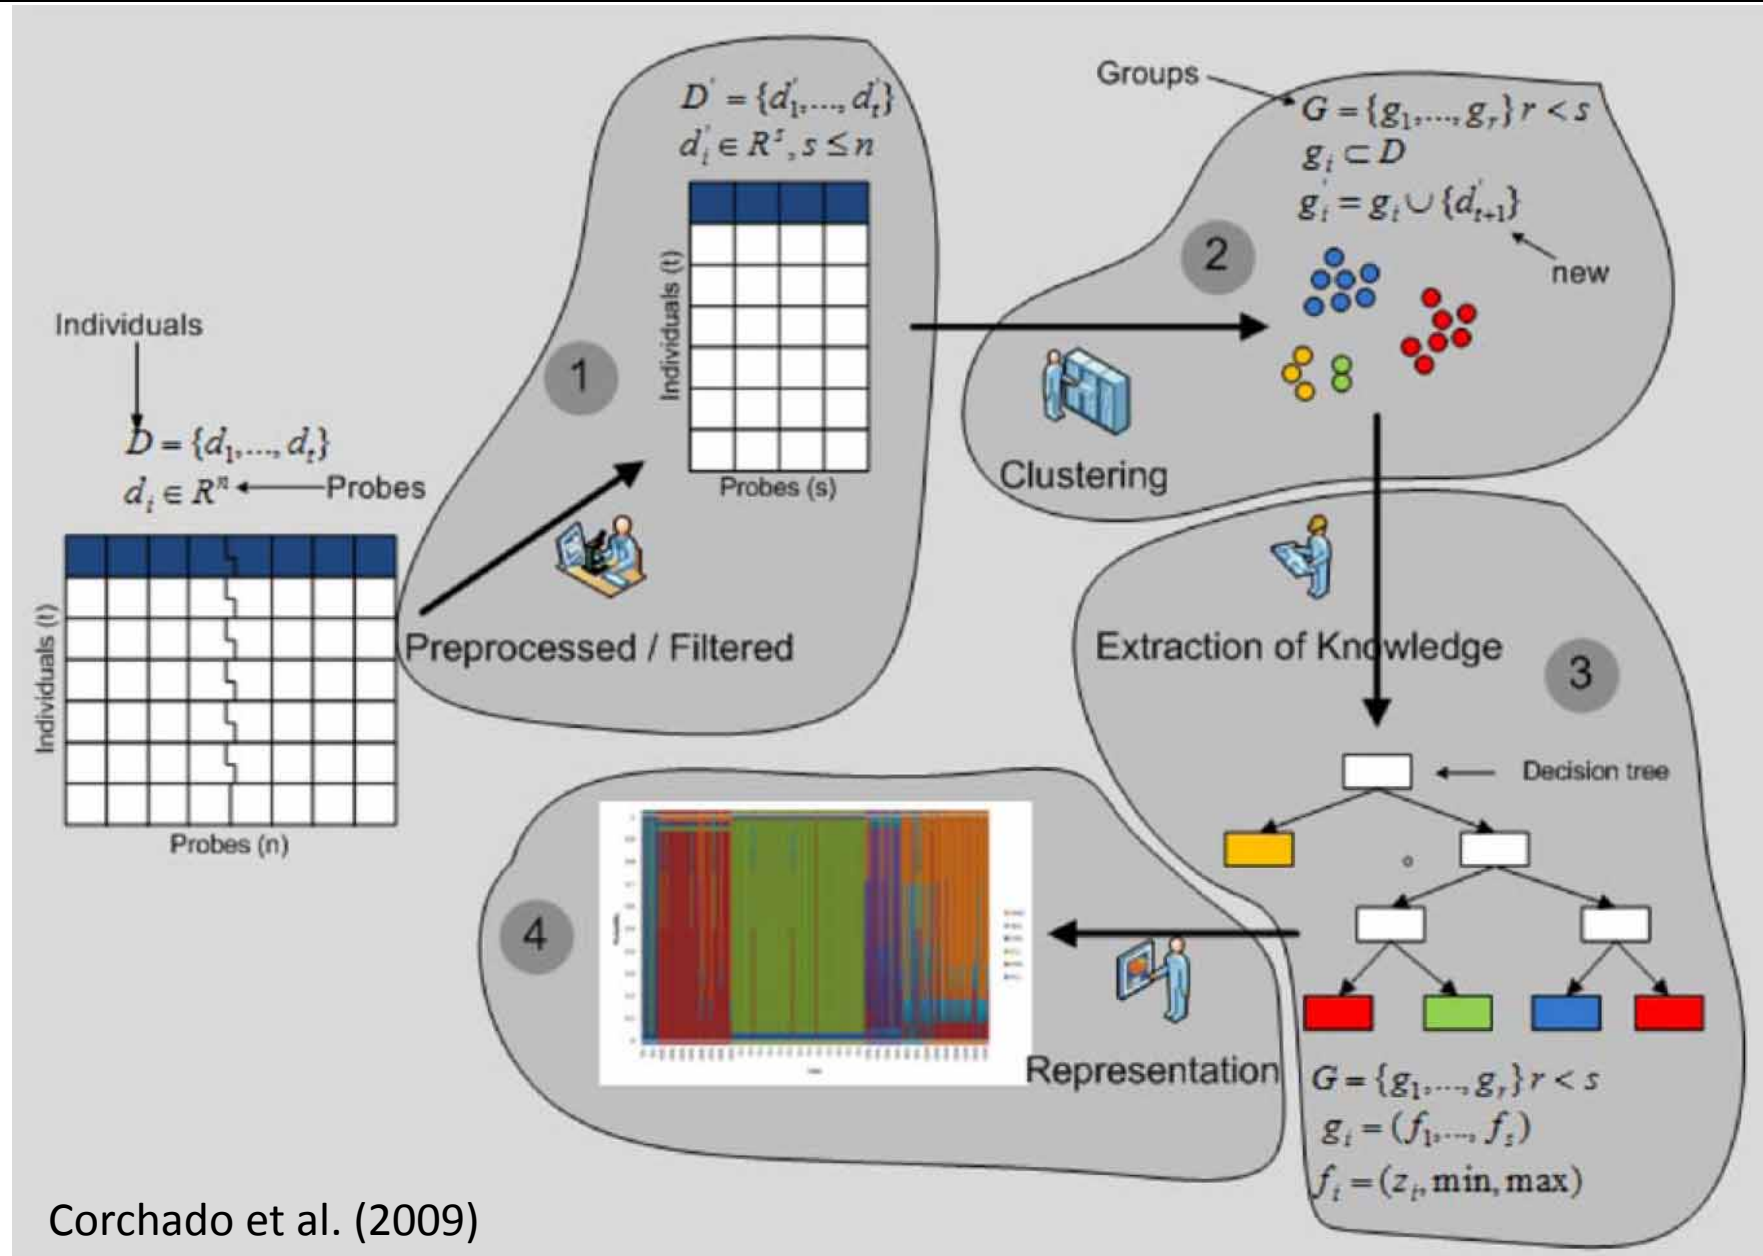 Individuals
D = {d₁,..., dₜ}
dᵢ ∈ Rⁿ
Probes
Individuals (t)
Probes (n)
1
D' = {d'₁,..., d'ₜ}
d'ᵢ ∈ Rˢ, s ≤ n
Individuals (t)
Probes (s)
Preprocessed / Filtered
Groups
G = {g₁,..., gᵣ} r < s
gᵢ ⊂ D
g'ᵢ = gᵢ ∪ {d'ₜ₊₁}
new
2
Clustering
Extraction of Knowledge
3
Decision tree
G = {g₁,..., gᵣ} r < s
gᵢ = (f₁,..., fₛ)
fᵢ = (zᵢ, min, max)
4
Representation
Corchado et al. (2009)